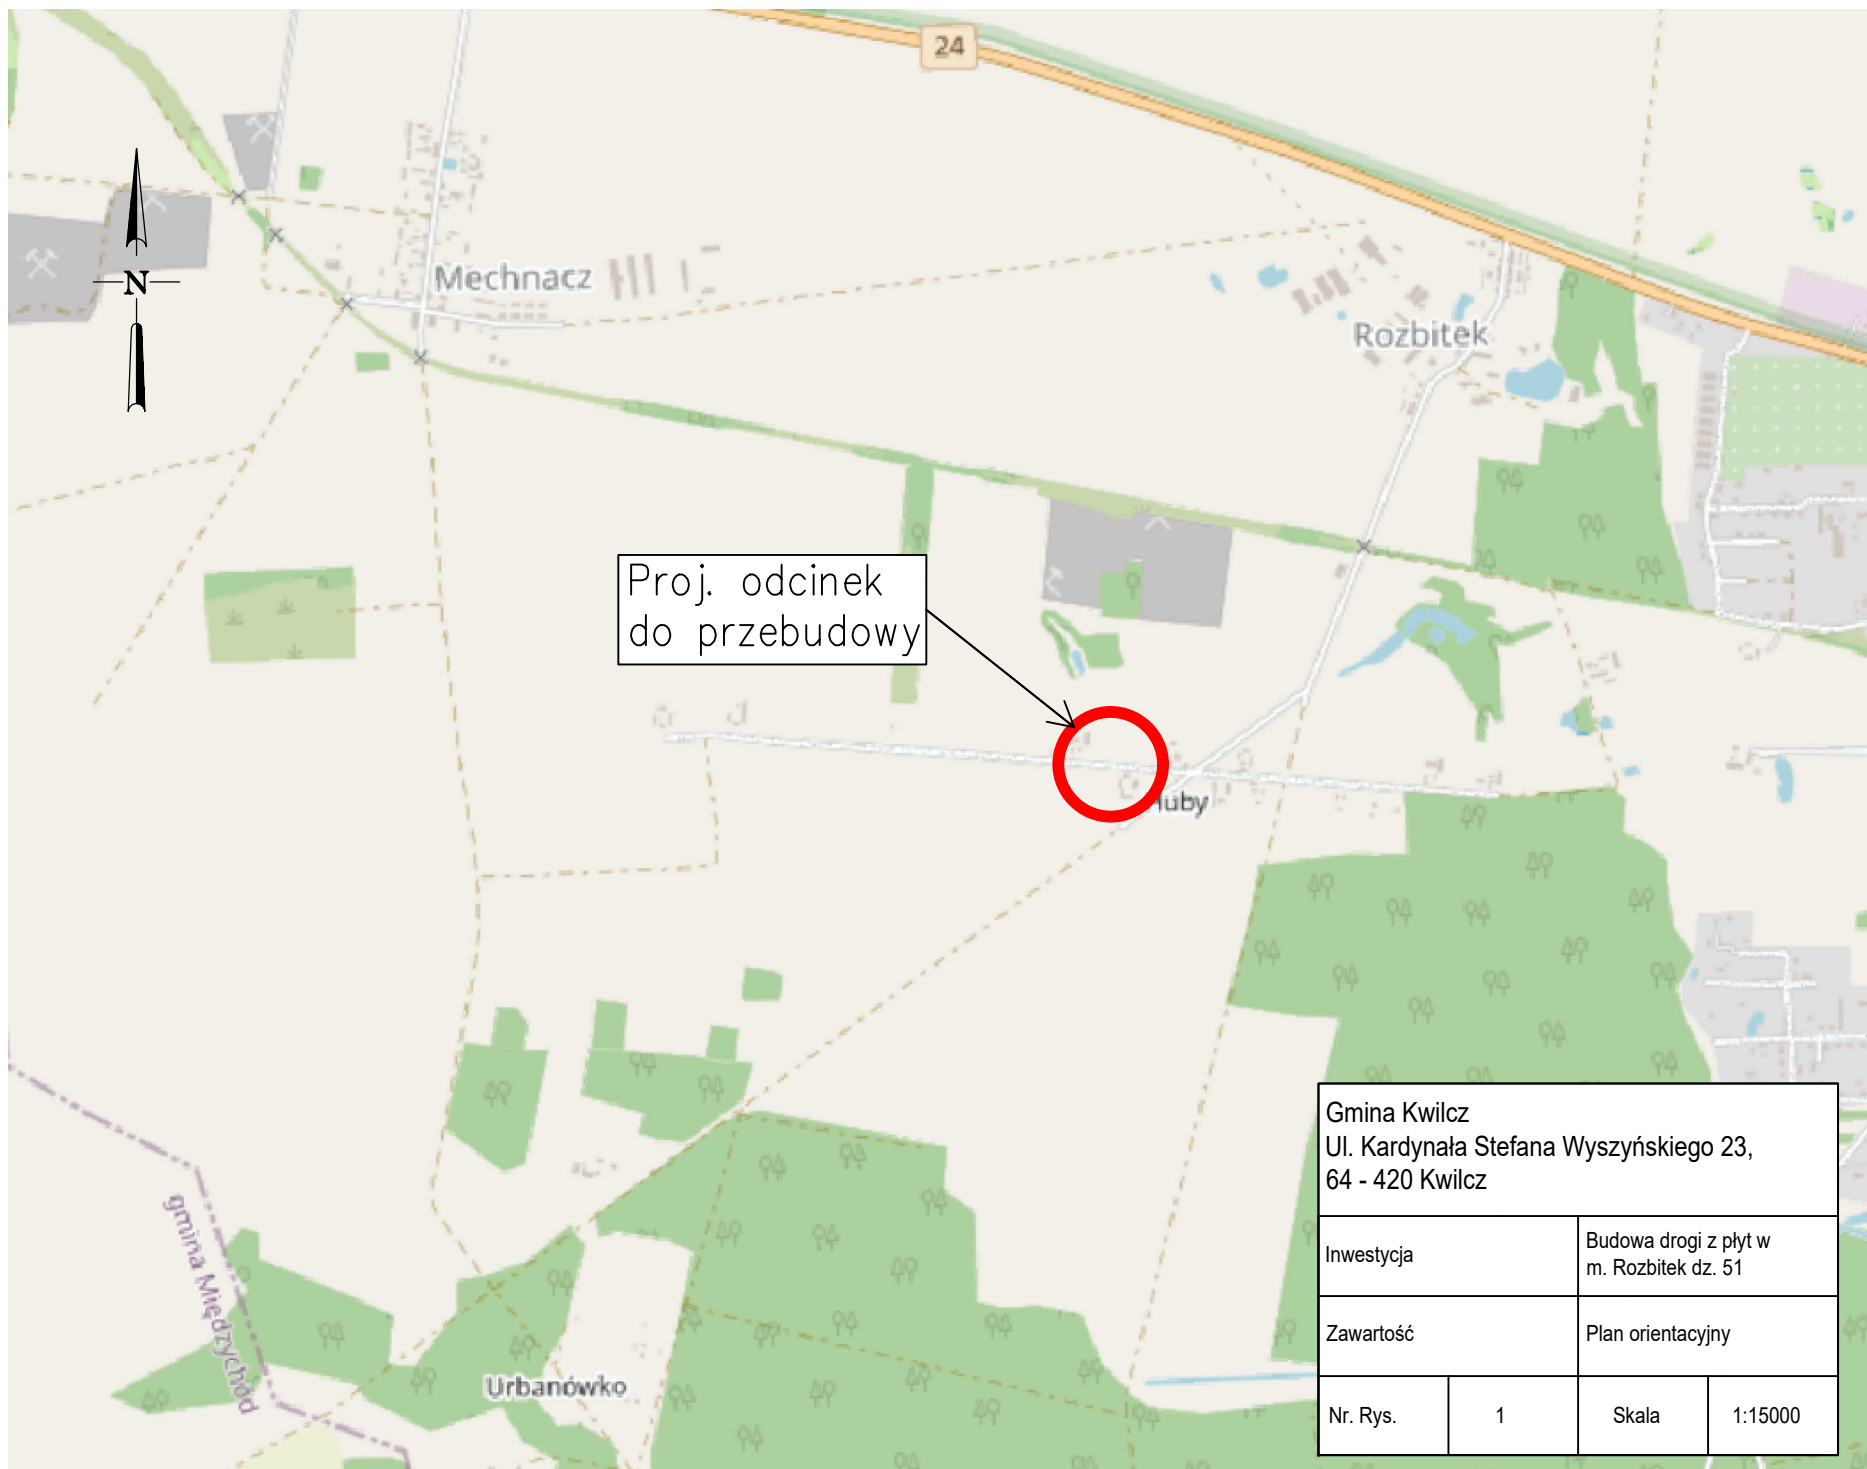 24
Mechnacz
N
Rozbitek
Proj. odcinek
do przebudowy
Huby
gmina Międzychód
Urbanówko
Gmina Kwilcz
Ul. Kardynała Stefana Wyszyńskiego 23,
64 - 420 Kwilcz
Inwestycja
Budowa drogi z płyt w
m. Rozbitek dz. 51
Zawartość
Plan orientacyjny
Nr. Rys.
1
Skala
1:15000